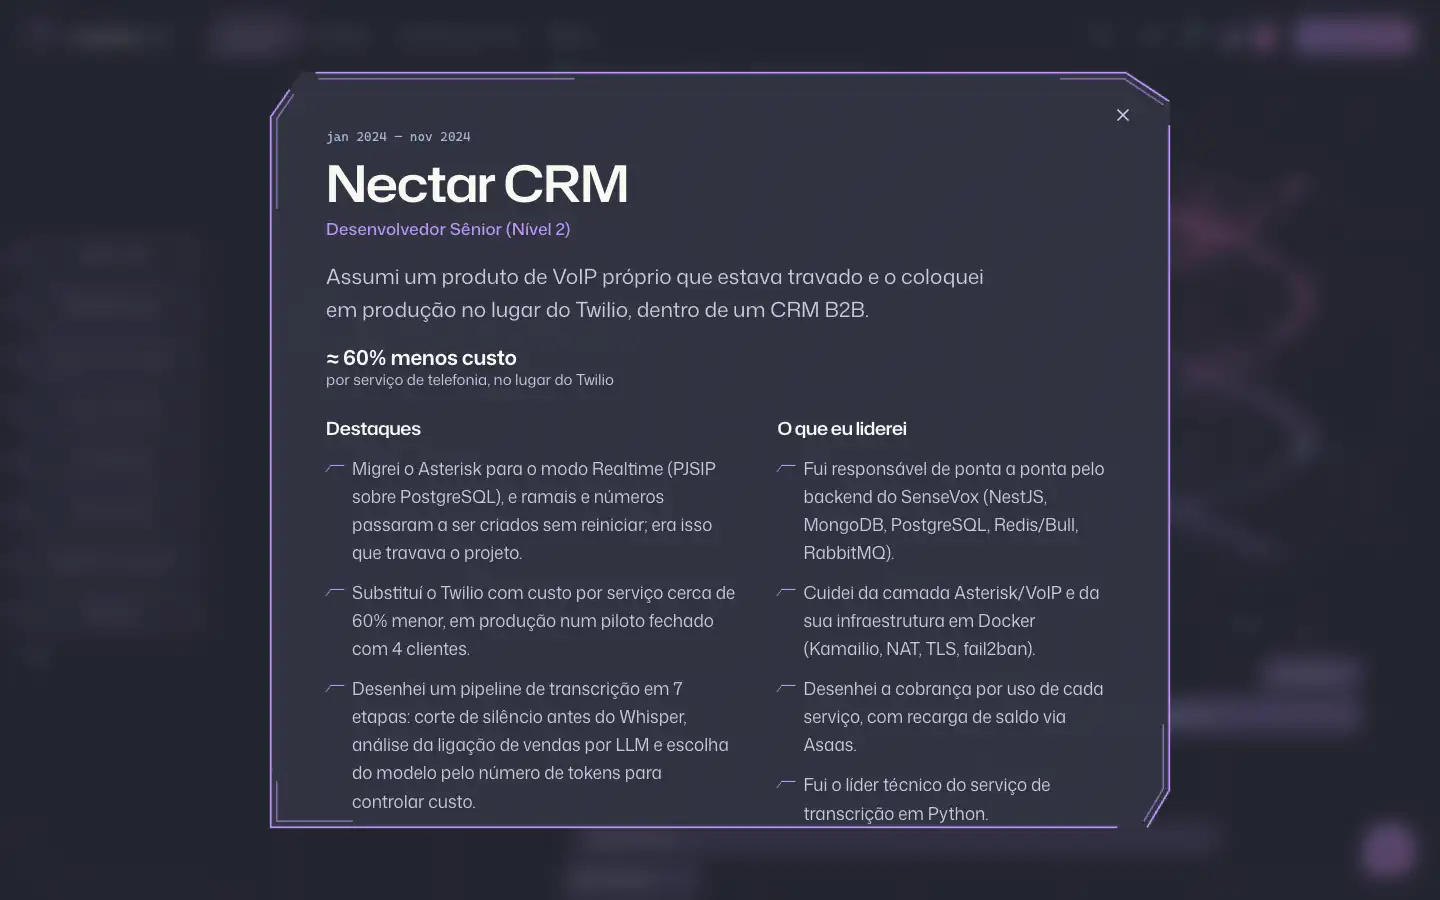 jan 2024 — nov 2024
Nectar CRM
Desenvolvedor Sênior (Nível 2)
Assumi um produto de VoIP próprio que estava travado e o coloquei
em produção no lugar do Twilio, dentro de um CRM B2B.
≈ 60% menos custo
por serviço de telefonia, no lugar do Twilio
Destaques
Migrei o Asterisk para o modo Realtime (PJSIP
sobre PostgreSQL), e ramais e números
passaram a ser criados sem reiniciar; era isso
que travava o projeto.
Substituí o Twilio com custo por serviço cerca de
60% menor, em produção num piloto fechado
com 4 clientes.
Desenhei um pipeline de transcrição em 7
etapas: corte de silêncio antes do Whisper,
análise da ligação de vendas por LLM e escolha
do modelo pelo número de tokens para
controlar custo.
O que eu liderei
Fui responsável de ponta a ponta pelo
backend do SenseVox (NestJS,
MongoDB, PostgreSQL, Redis/Bull,
RabbitMQ).
Cuidei da camada Asterisk/VoIP e da
sua infraestrutura em Docker
(Kamailio, NAT, TLS, fail2ban).
Desenhei a cobrança por uso de cada
serviço, com recarga de saldo via
Asaas.
Fui o líder técnico do serviço de
transcrição em Python.